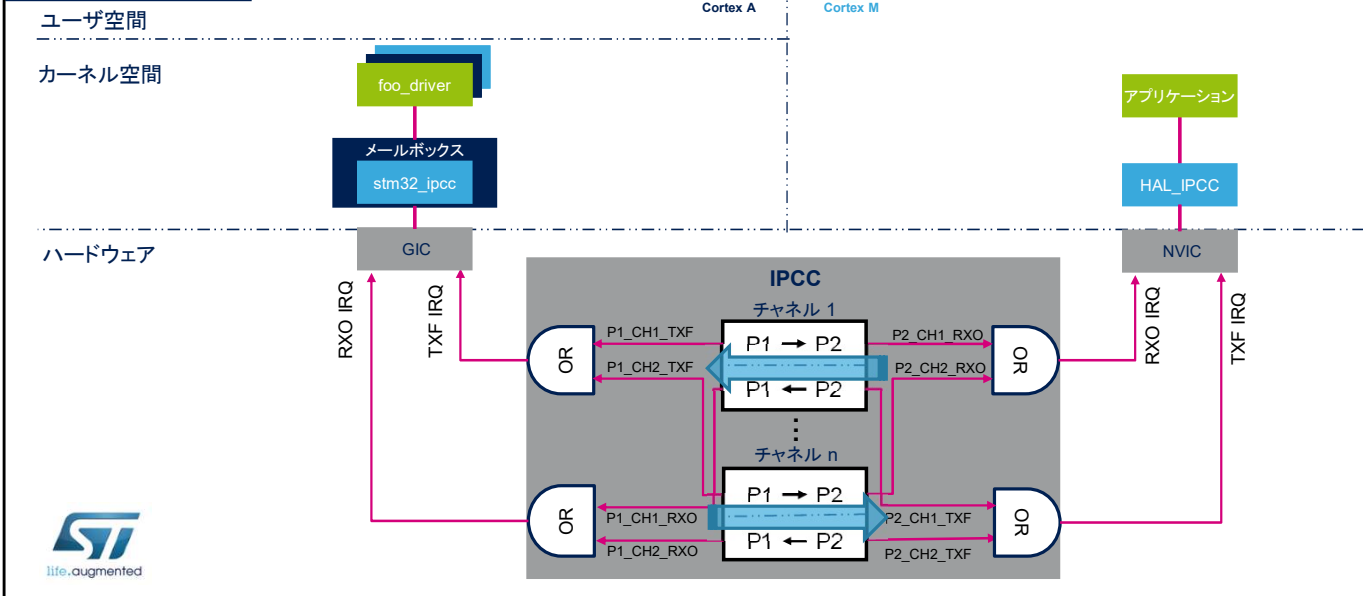 Cortex A
Cortex M
ユーザ空間
カーネル空間
foo_driver
アプリケーション
メールボックス
stm32_ipcc
HAL_IPCC
ハードウェア
GIC
NVIC
RXO IRQ
TXF IRQ
RXO IRQ
TXF IRQ
IPCC
チャネル 1
P1_CH1_TXF
P1 → P2
P2_CH1_RXO
OR
OR
P1_CH2_TXF
P2_CH2_RXO
P1 ← P2
⋮
チャネル n
P1 → P2
OR
P1_CH1_RXO
P2_CH1_TXF
OR
P1 ← P2
P1_CH2_RXO
P2_CH2_TXF
ST
life.augmented